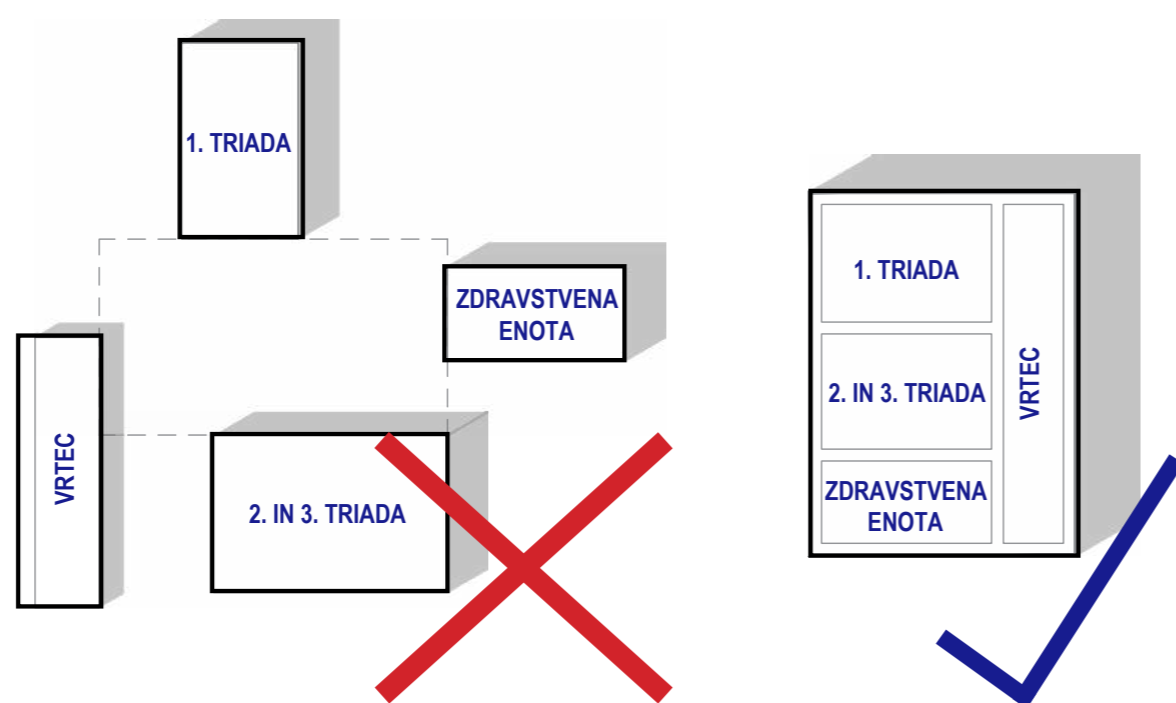 1. TRIADA
ZDRAVSTVENA
ENOTA
VRTEC
2. IN 3. TRIADA
1. TRIADA
2. IN 3. TRIADA
ZDRAVSTVENA
ENOTA
VRTEC